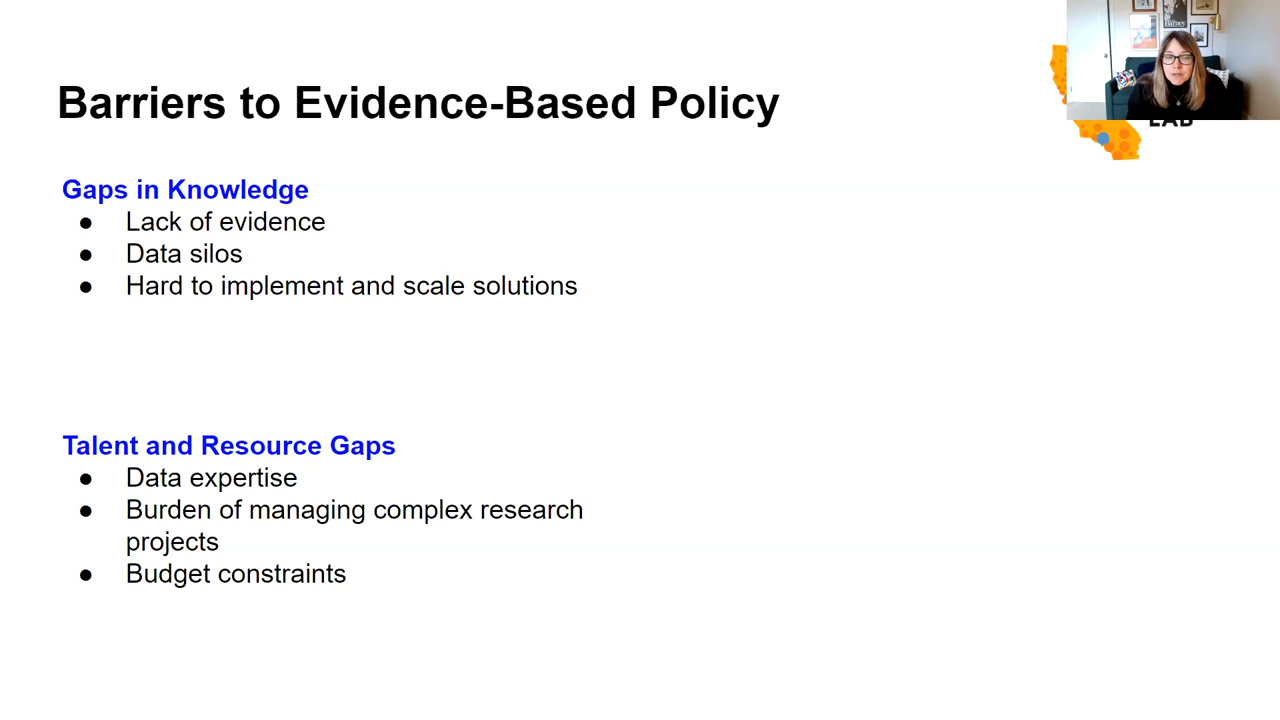 Barriers to Evidence-Based Policy
LAB
Gaps in Knowledge
● Lack of evidence
● Data silos
● Hard to implement and scale solutions
Talent and Resource Gaps
● Data expertise
● Burden of managing complex research
projects
● Budget constraints